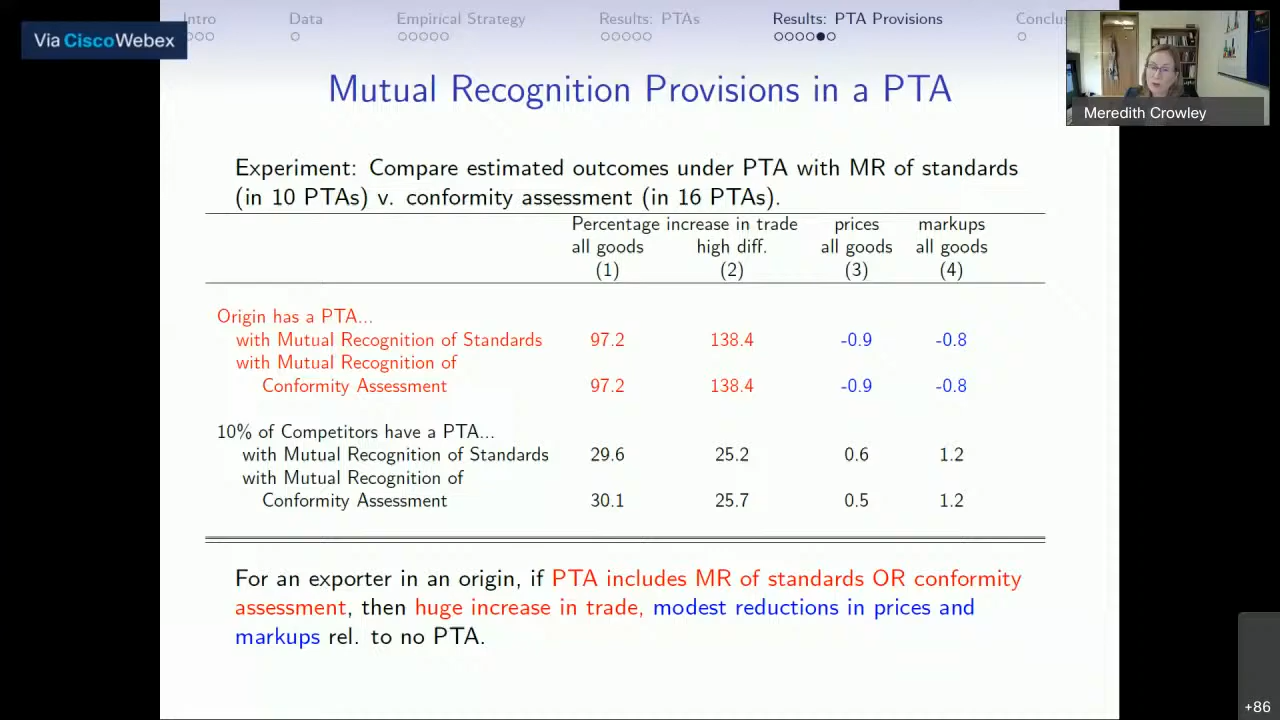 Intro Data Empirical Strategy Results: PTAs Results: PTA Provisions
Via CiscoWebex
Meredith Crowley
Mutual Recognition Provisions in a PTA
Experiment: Compare estimated outcomes under PTA with MR of standards
(in 10 PTAs) v. conformity assessment (in 16 PTAs).
Percentage increase in trade prices markups
all goods high diff. all goods all goods
(1) (2) (3) (4)
Origin has a PTA...
with Mutual Recognition of Standards 97.2 138.4 -0.9 -0.8
with Mutual Recognition of
Conformity Assessment 97.2 138.4 -0.9 -0.8
10% of Competitors have a PTA...
with Mutual Recognition of Standards 29.6 25.2 0.6 1.2
with Mutual Recognition of
Conformity Assessment 30.1 25.7 0.5 1.2
For an exporter in an origin, if PTA includes MR of standards OR conformity
assessment, then huge increase in trade, modest reductions in prices and
markups rel. to no PTA.
+86